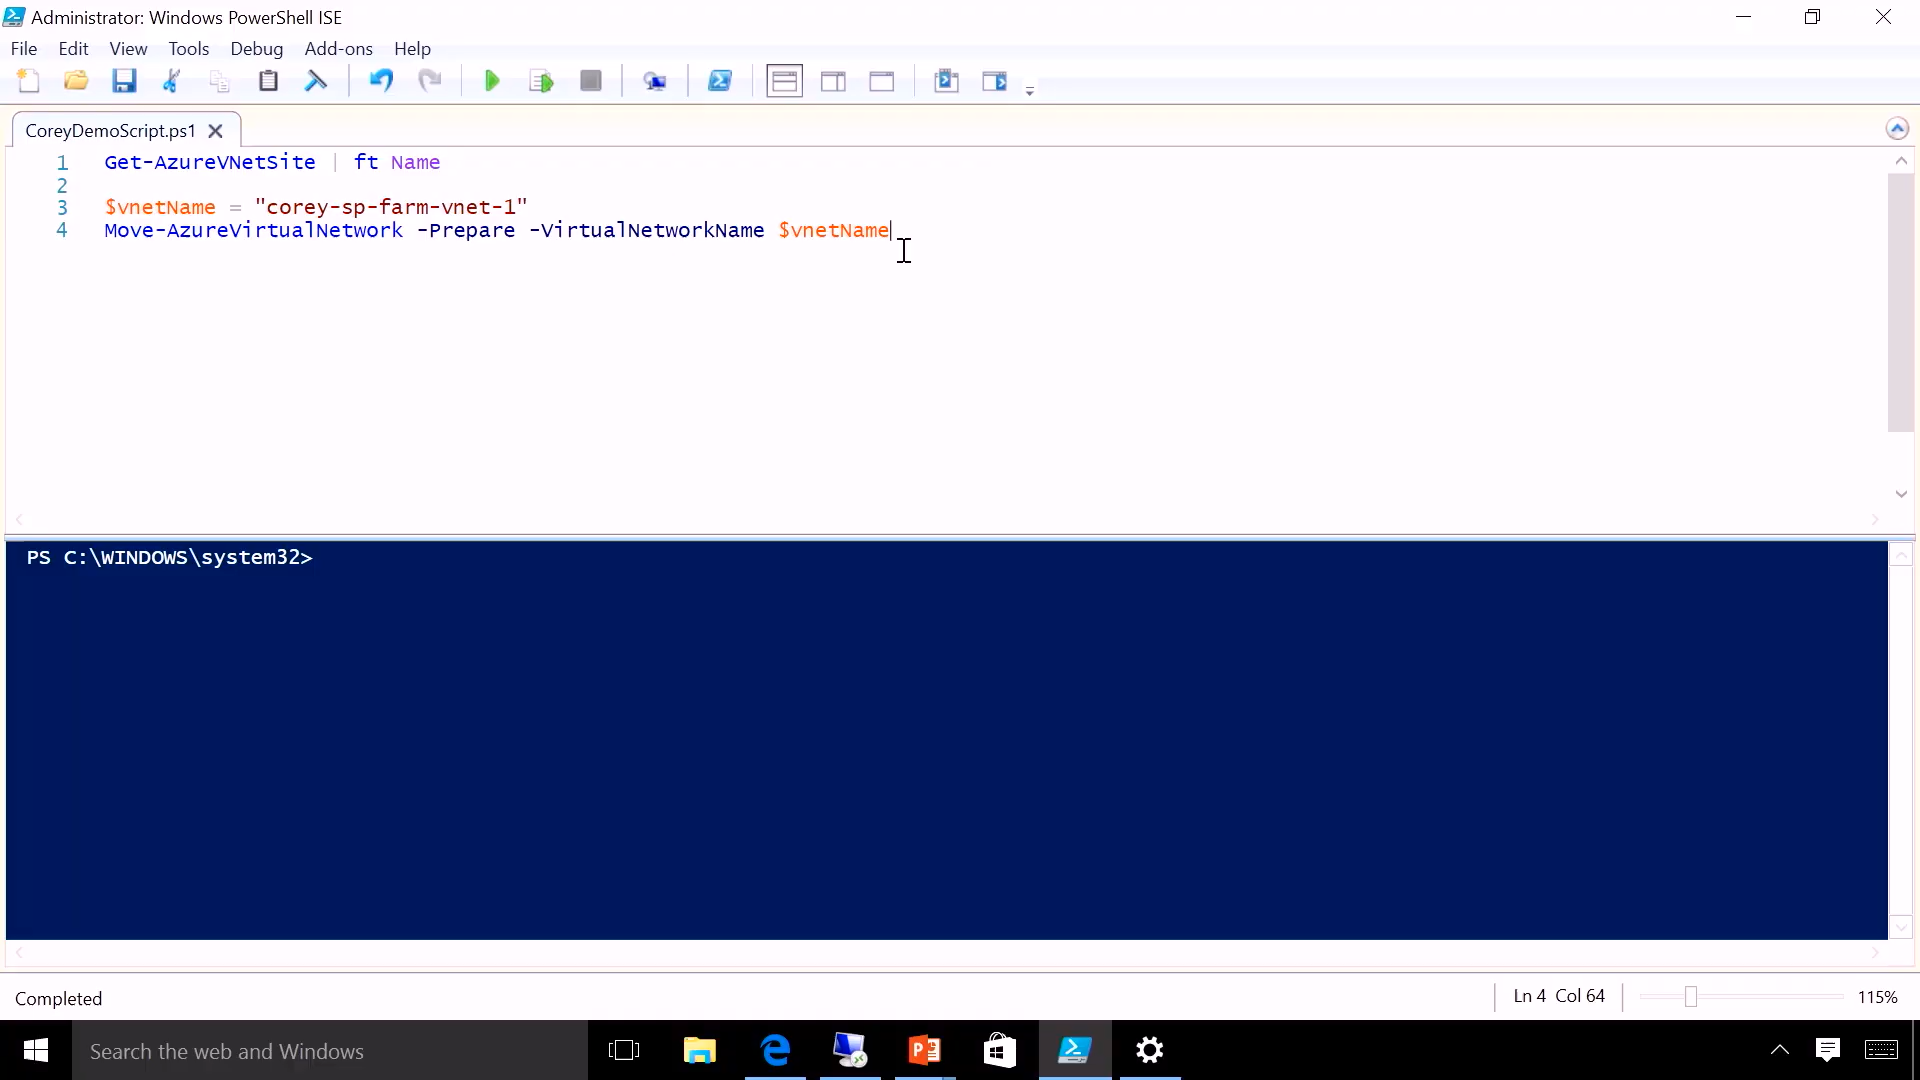 Administrator: Windows PowerShell ISE
File Edit View Tools Debug Add-ons Help
CoreyDemoScript.ps1
1 Get-AzureVNetSite | ft Name
2
3 $vnetName = "corey-sp-farm-vnet-1"
4 Move-AzureVirtualNetwork -Prepare -VirtualNetworkName $vnetName
PS C:\WINDOWS\system32>
Completed
Ln 4 Col 64
115%
Search the web and Windows